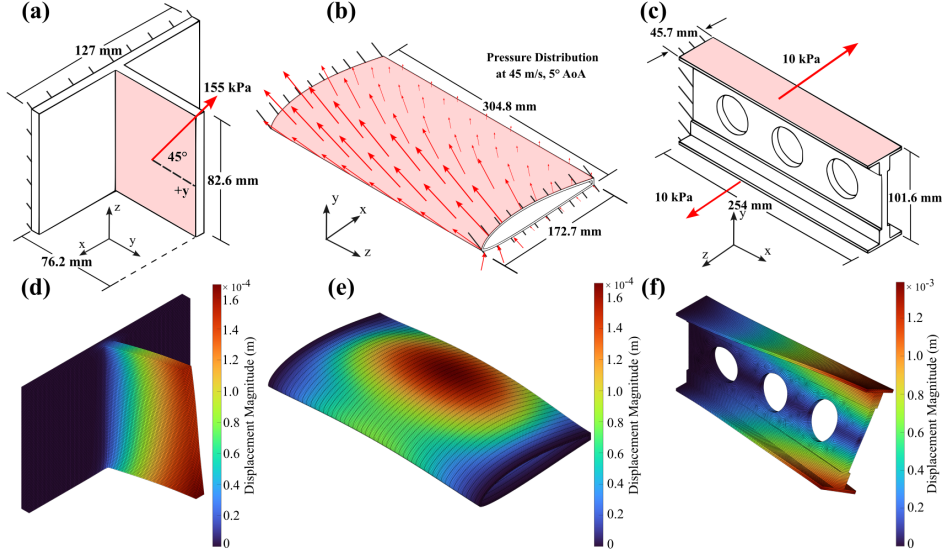 (a)
127 mm
155 kPa
45°
+y
82.6 mm
z
x
y
76.2 mm
(b)
Pressure Distribution
at 45 m/s, 5° AoA
304.8 mm
172.7 mm
y
x
z
(c)
45.7 mm
10 kPa
10 kPa
254 mm
101.6 mm
y
z
x
(d)
× 10⁻⁴
1.6
1.4
1.2
1.0
0.8
0.6
0.4
0.2
0
Displacement Magnitude (m)
(e)
× 10⁻⁴
1.6
1.4
1.2
1.0
0.8
0.6
0.4
0.2
0
Displacement Magnitude (m)
(f)
× 10⁻³
1.2
1.0
0.8
0.6
0.4
0.2
0
Displacement Magnitude (m)